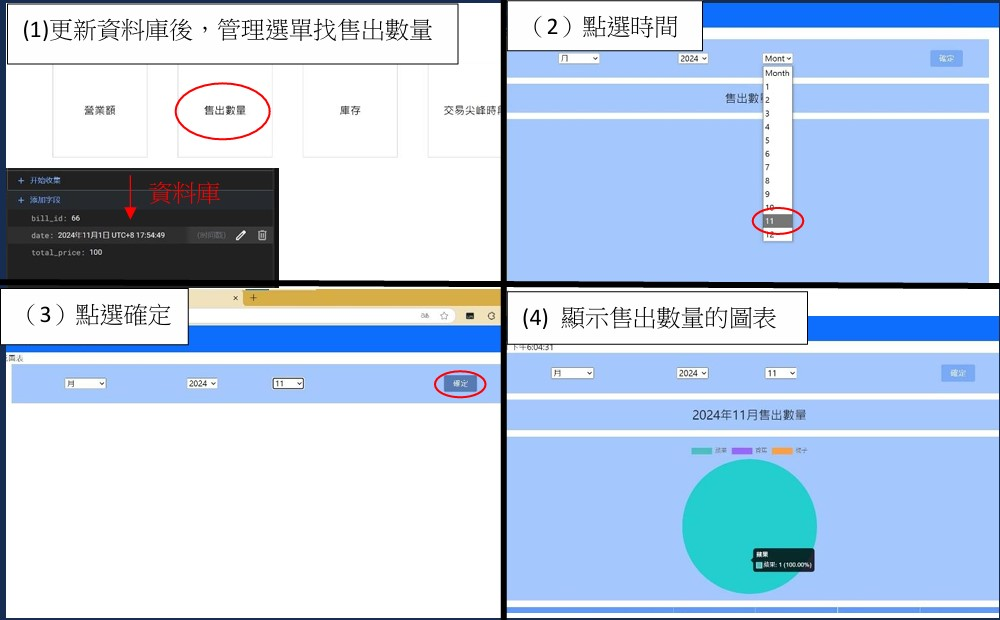 (1)更新資料庫後，管理選單找售出數量
營業額
售出數量
庫存
交易尖峰時段
資料庫
+ 开始收集
+ 添加字段
bill_id: 66
date: 2024年11月1日 UTC+8 17:54:49 (时间戳)
total_price: 100
（2）點選時間
月
2024
Mont
確定
Month
1
2
3
4
5
6
7
8
9
10
11
12
售出數
（3）點選確定
圖表
月
2024
11
確定
(4) 顯示售出數量的圖表
下午6:04:31
月
2024
11
確定
2024年11月售出數量
蘋果
橘子
蘋果
蘋果: 1 (100.00%)